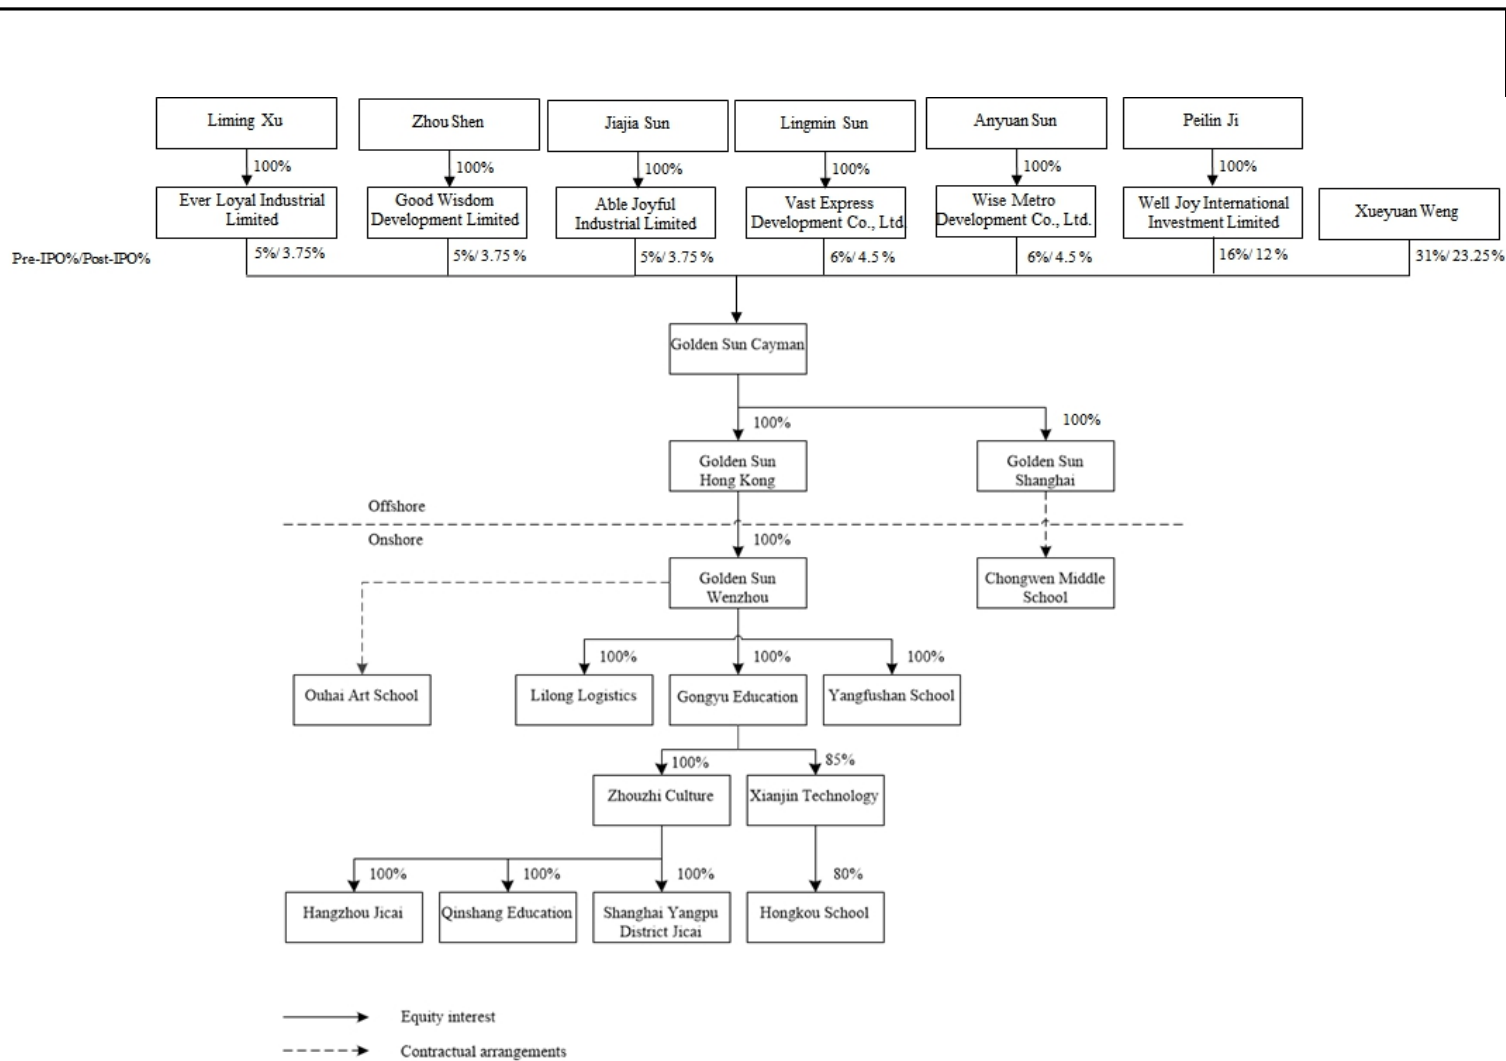 Liming Xu
Zhou Shen
Jiajia Sun
Lingmin Sun
Anyuan Sun
Peilin Ji
100%
100%
100%
100%
100%
100%
Ever Loyal Industrial
Limited
Good Wisdom
Development Limited
Able Joyful
Industrial Limited
Vast Express
Development Co., Ltd.
Wise Metro
Development Co., Ltd.
Well Joy International
Investment Limited
Xueyuan Weng
Pre-IPO%/Post-IPO%
5%/3.75%
5%/3.75%
5%/3.75%
6%/4.5%
6%/4.5%
16%/12%
31%/23.25%
Golden Sun Cayman
100%
100%
Golden Sun
Hong Kong
Golden Sun
Shanghai
Offshore
Onshore
100%
Golden Sun
Wenzhou
Chongwen Middle
School
100%
100%
100%
Ouhai Art School
Lilong Logistics
Gongyu Education
Yangfushan School
100%
85%
Zhouzhi Culture
Xianjin Technology
100%
100%
100%
80%
Hangzhou Jicai
Qinshang Education
Shanghai Yangpu
District Jicai
Hongkou School
Equity interest
Contractual arrangements